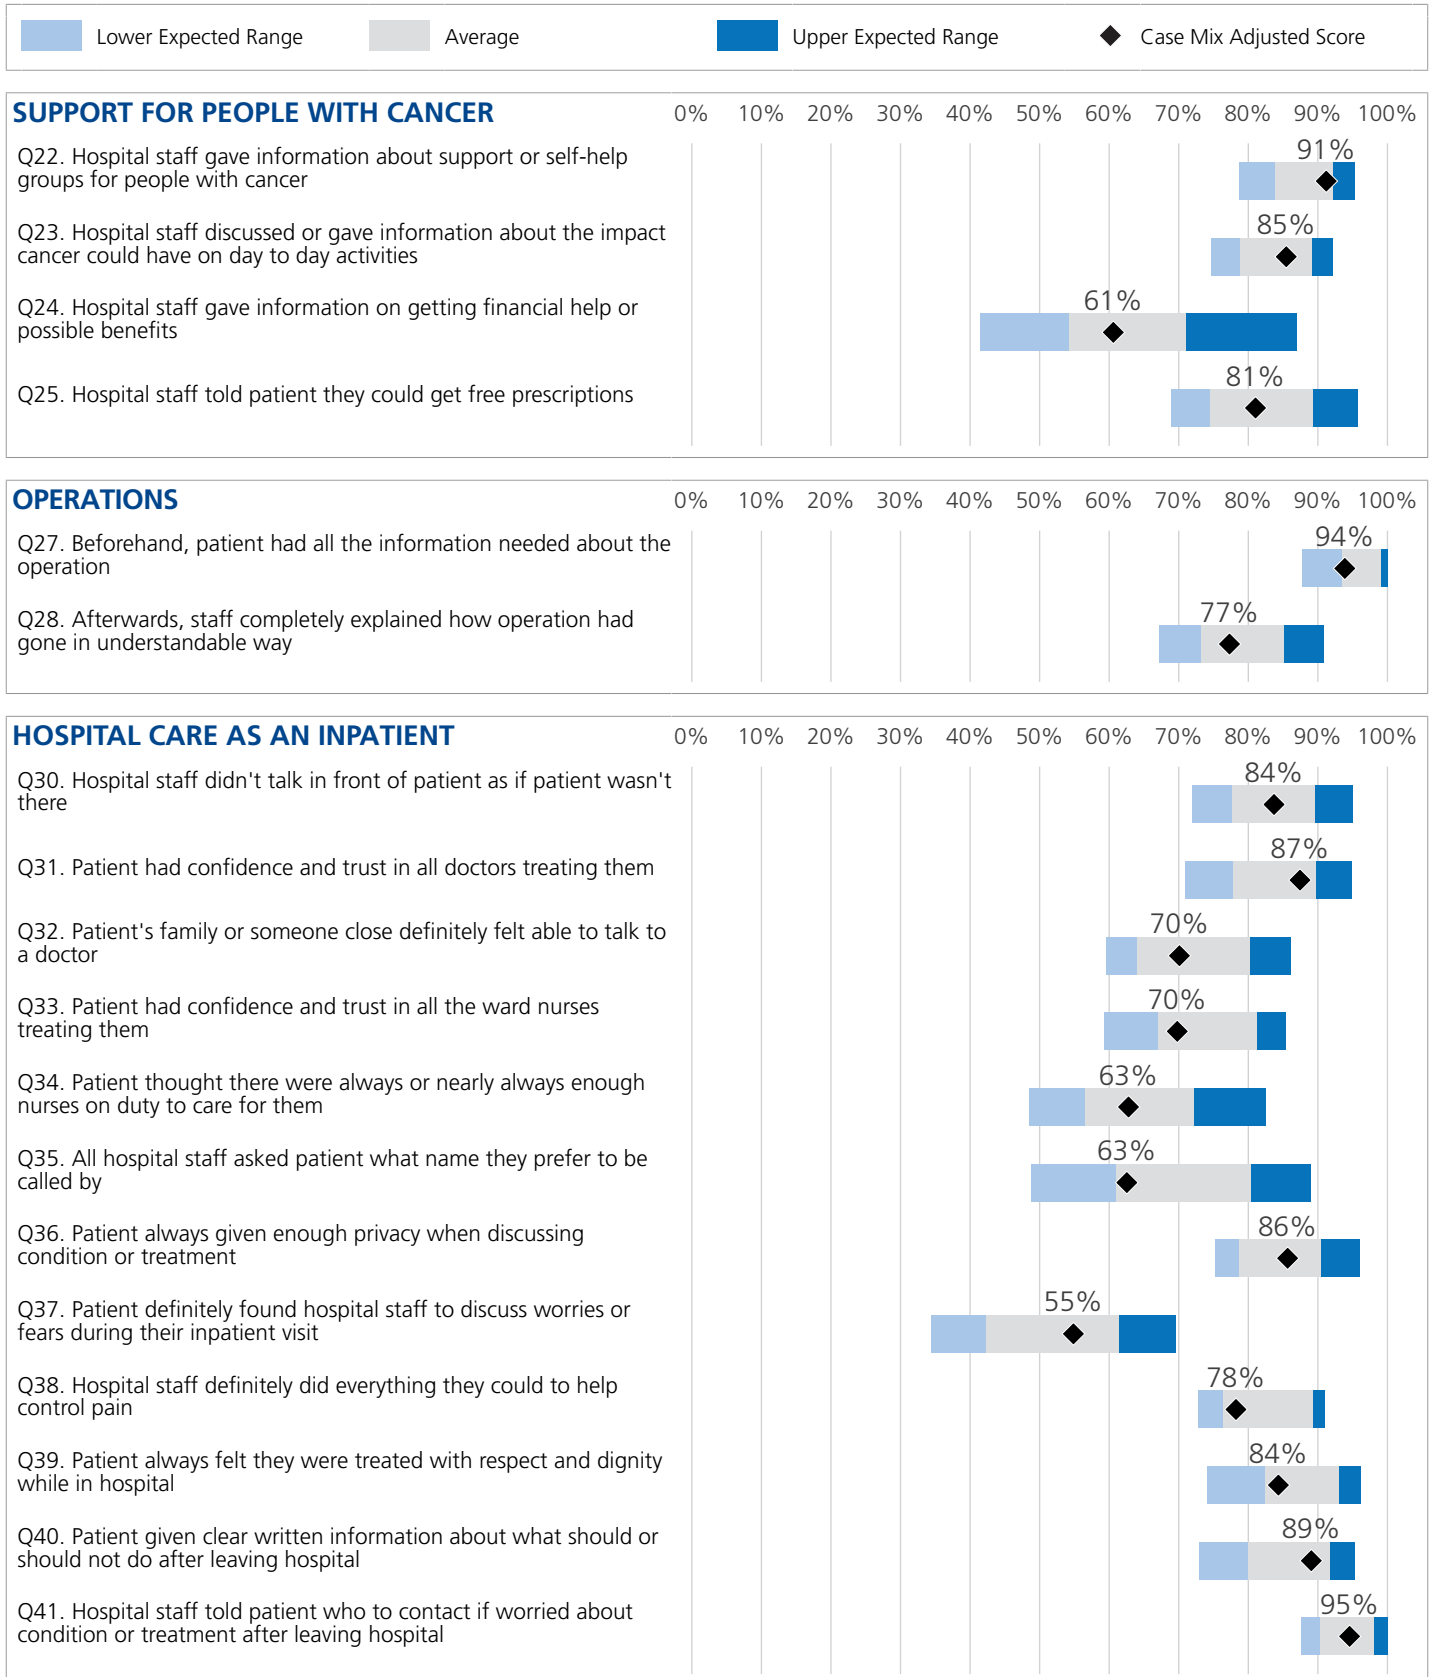 Lower Expected Range Average Upper Expected Range Case Mix Adjusted Score
SUPPORT FOR PEOPLE WITH CANCER 0% 10% 20% 30% 40% 50% 60% 70% 80% 90% 100%
Q22. Hospital staff gave information about support or self-help
groups for people with cancer
91%
Q23. Hospital staff discussed or gave information about the impact
cancer could have on day to day activities
85%
Q24. Hospital staff gave information on getting financial help or
possible benefits
61%
Q25. Hospital staff told patient they could get free prescriptions
81%
OPERATIONS 0% 10% 20% 30% 40% 50% 60% 70% 80% 90% 100%
Q27. Beforehand, patient had all the information needed about the
operation
94%
Q28. Afterwards, staff completely explained how operation had
gone in understandable way
77%
HOSPITAL CARE AS AN INPATIENT 0% 10% 20% 30% 40% 50% 60% 70% 80% 90% 100%
Q30. Hospital staff didn't talk in front of patient as if patient wasn't
there
84%
Q31. Patient had confidence and trust in all doctors treating them
87%
Q32. Patient's family or someone close definitely felt able to talk to
a doctor
70%
Q33. Patient had confidence and trust in all the ward nurses
treating them
70%
Q34. Patient thought there were always or nearly always enough
nurses on duty to care for them
63%
Q35. All hospital staff asked patient what name they prefer to be
called by
63%
Q36. Patient always given enough privacy when discussing
condition or treatment
86%
Q37. Patient definitely found hospital staff to discuss worries or
fears during their inpatient visit
55%
Q38. Hospital staff definitely did everything they could to help
control pain
78%
Q39. Patient always felt they were treated with respect and dignity
while in hospital
84%
Q40. Patient given clear written information about what should or
should not do after leaving hospital
89%
Q41. Hospital staff told patient who to contact if worried about
condition or treatment after leaving hospital
95%